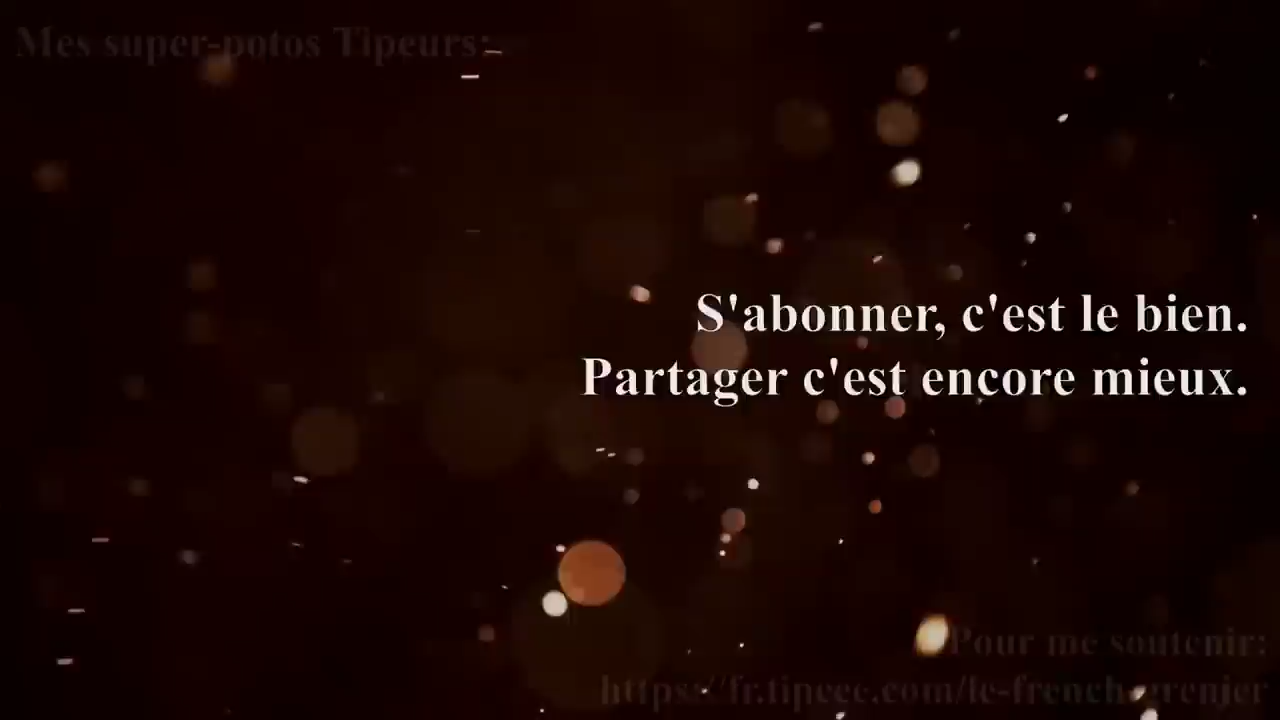 Mes super-potos Tipeurs:
S'abonner, c'est le bien.
Partager c'est encore mieux.
Pour me soutenir:
https://fr.tipeee.com/le-french-grenier